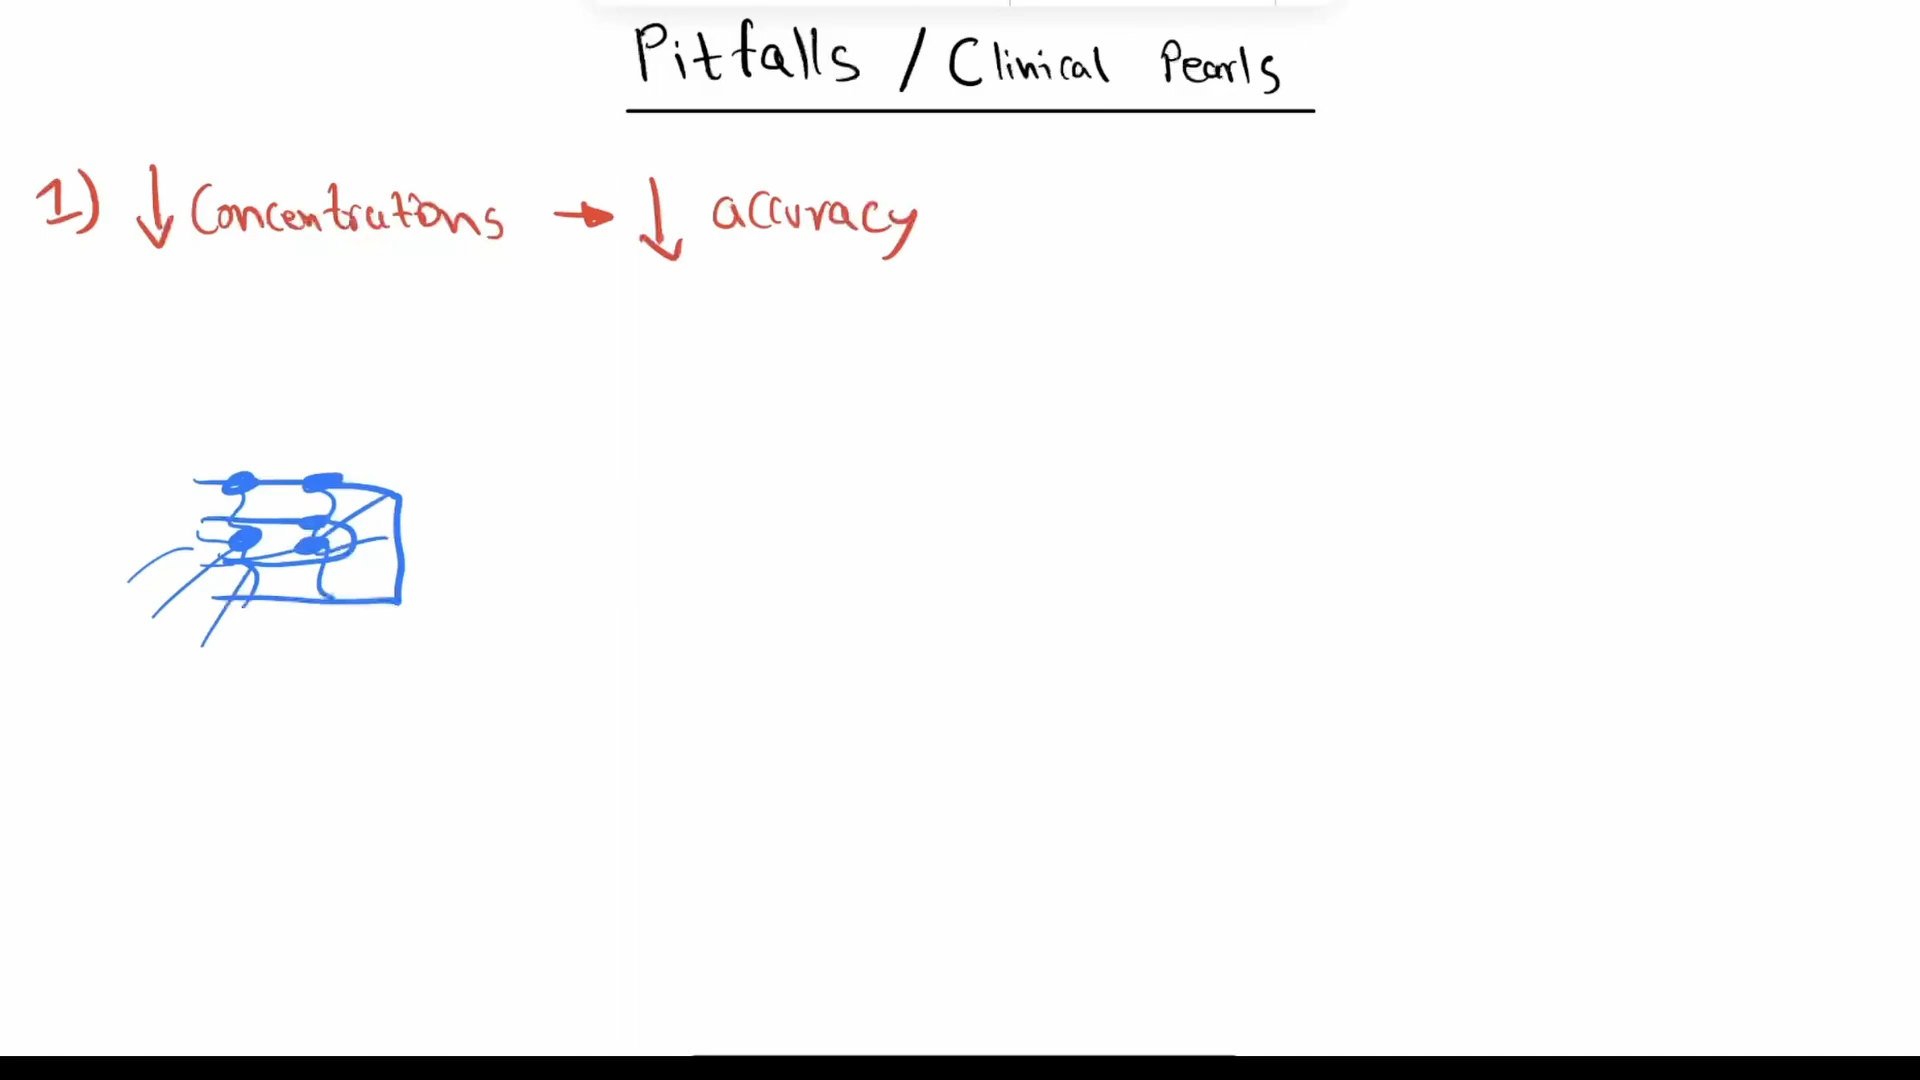 Pitfalls / Clinical Pearls
1) ↓ Concentrations → ↓ accuracy